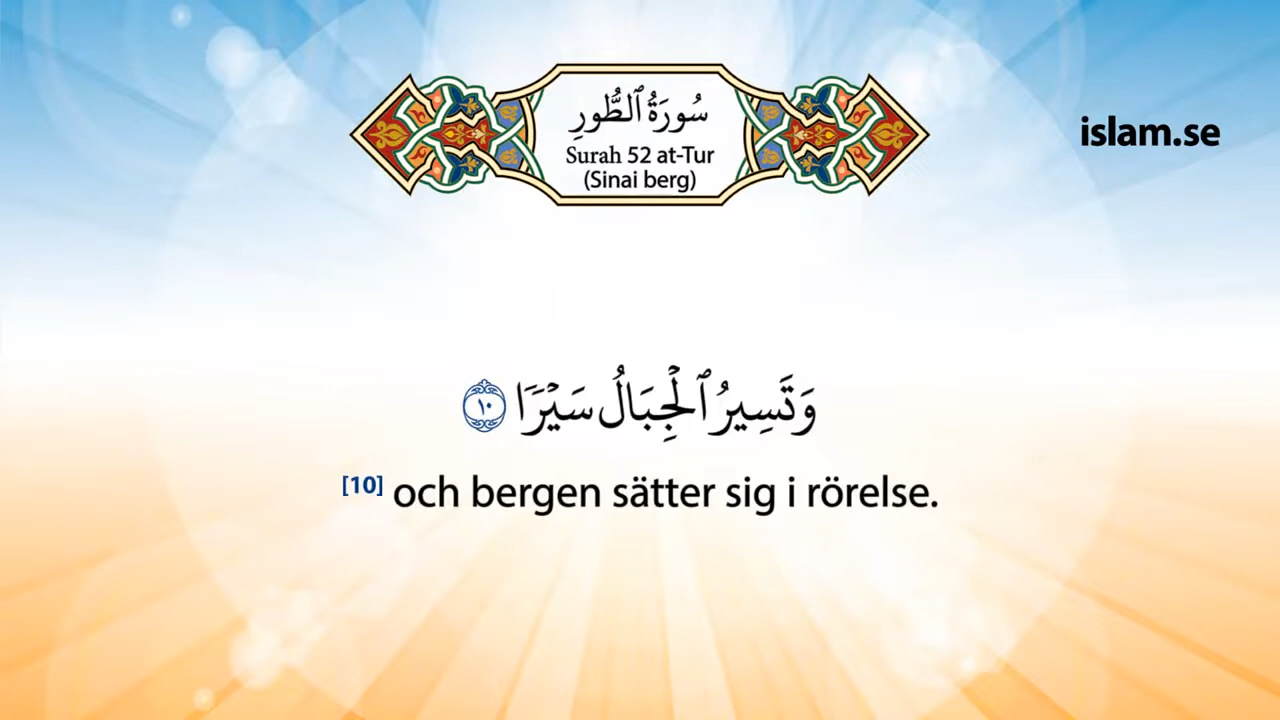 سُورَةُ ٱلطُّورِ
Surah 52 at-Tur
(Sinai berg)
islam.se
وَتَسِيرُ ٱلْجِبَالُ سَيْرًا ١٠
[10] och bergen sätter sig i rörelse.